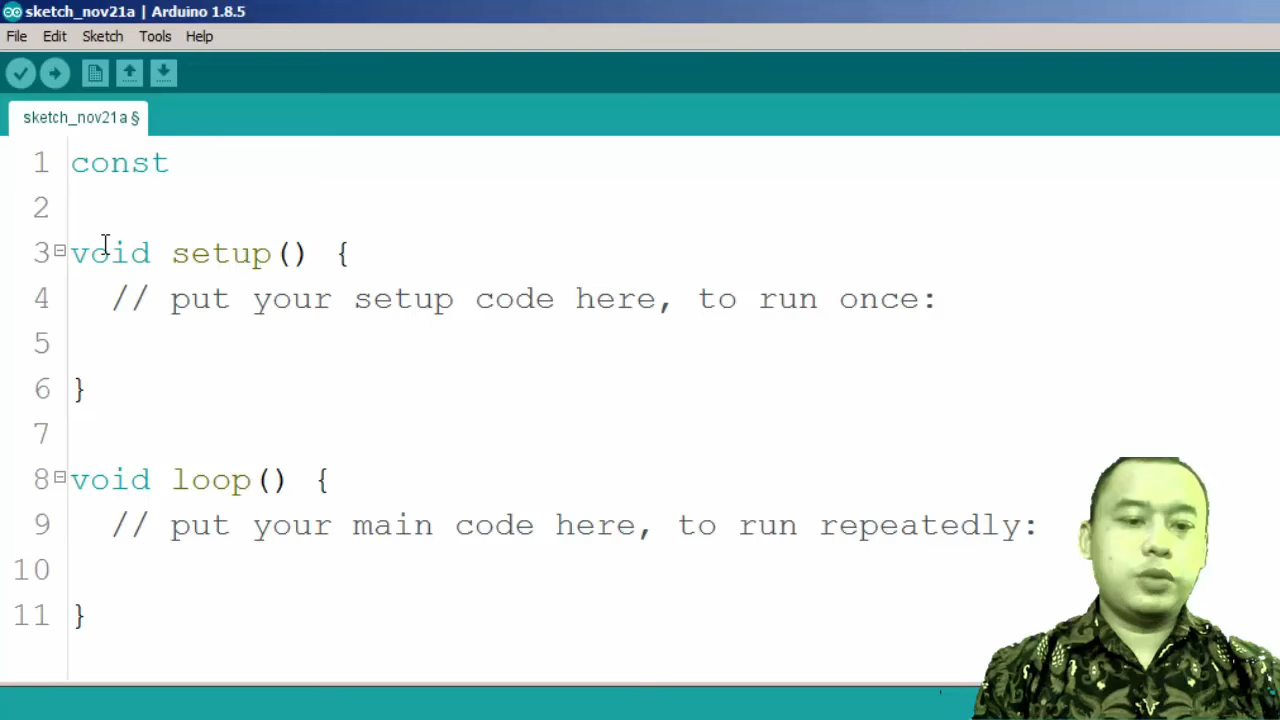 sketch_nov21a | Arduino 1.8.5
File Edit Sketch Tools Help
sketch_nov21a §
1 const
2
3 void setup() {
4 // put your setup code here, to run once:
5
6 }
7
8 void loop() {
9 // put your main code here, to run repeatedly:
10
11 }